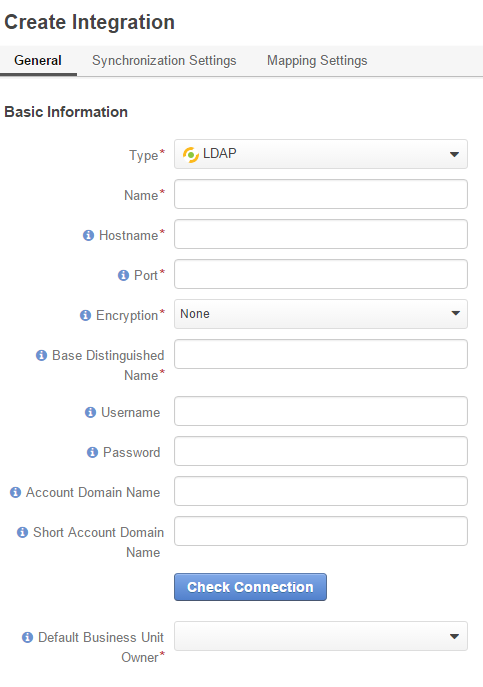 Create Integration
General Synchronization Settings Mapping Settings
Basic Information
Type* LDAP
Name*
Hostname*
Port*
Encryption* None
Base Distinguished
Name*
Username
Password
Account Domain Name
Short Account Domain
Name
Check Connection
Default Business Unit
Owner*